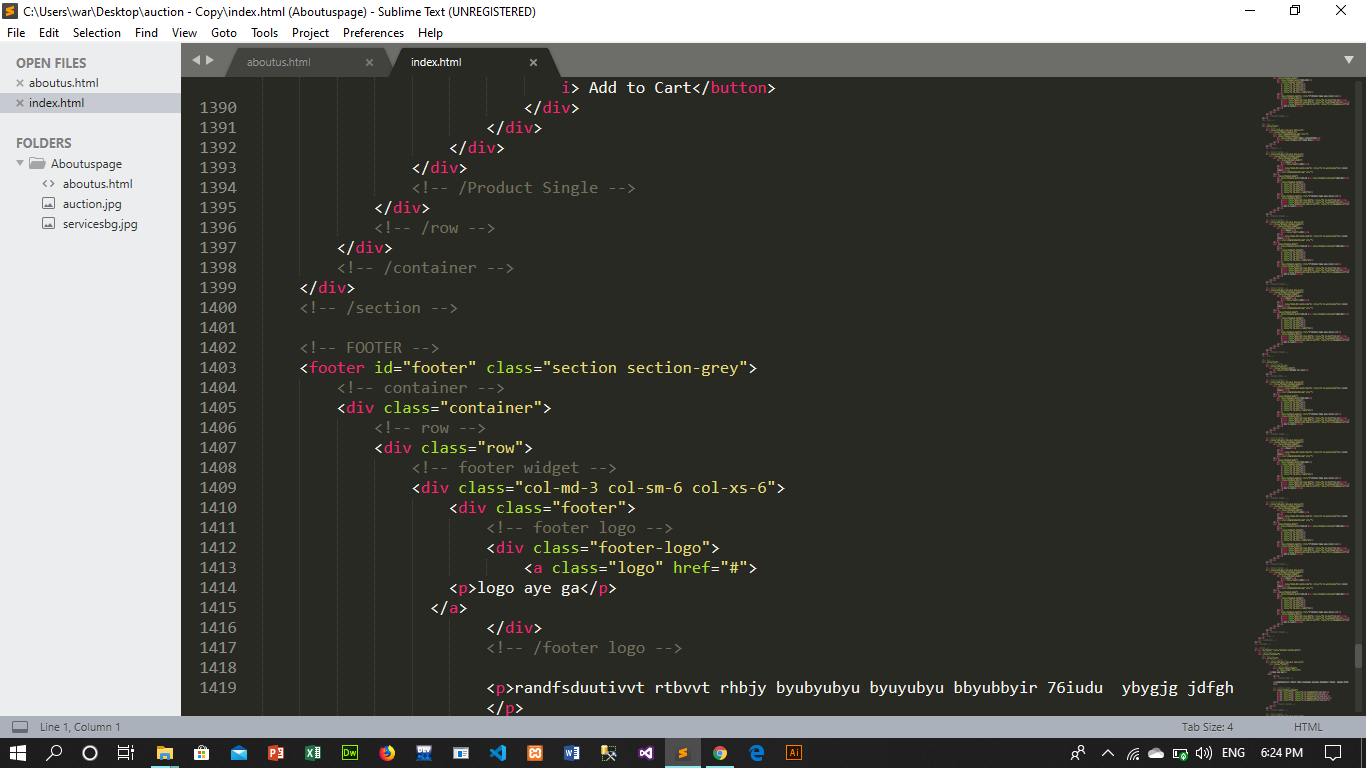 C:\Users\war\Desktop\auction - Copy\index.html (Aboutuspage) - Sublime Text (UNREGISTERED)
File Edit Selection Find View Goto Tools Project Preferences Help
OPEN FILES
aboutus.html
index.html
FOLDERS
Aboutuspage
aboutus.html
auction.jpg
servicesbg.jpg
aboutus.html index.html
i> Add to Cart</button>
1390 </div>
1391 </div>
1392 </div>
1393 </div>
1394 <!-- /Product Single -->
1395 </div>
1396 <!-- /row -->
1397 </div>
1398 <!-- /container -->
1399 </div>
1400 <!-- /section -->
1401
1402 <!-- FOOTER -->
1403 <footer id="footer" class="section section-grey">
1404 <!-- container -->
1405 <div class="container">
1406 <!-- row -->
1407 <div class="row">
1408 <!-- footer widget -->
1409 <div class="col-md-3 col-sm-6 col-xs-6">
1410 <div class="footer">
1411 <!-- footer logo -->
1412 <div class="footer-logo">
1413 <a class="logo" href="#">
1414 <p>logo aye ga</p>
1415 </a>
1416 </div>
1417 <!-- /footer logo -->
1418
1419 <p>randfsduutivvt rtbvvt rhbjy byubyubyu byuyubyu bbyubbyir 76iudu  ybygjg jdfgh
</p>
Line 1, Column 1 Tab Size: 4 HTML
Dw DEV Ai ENG 6:24 PM